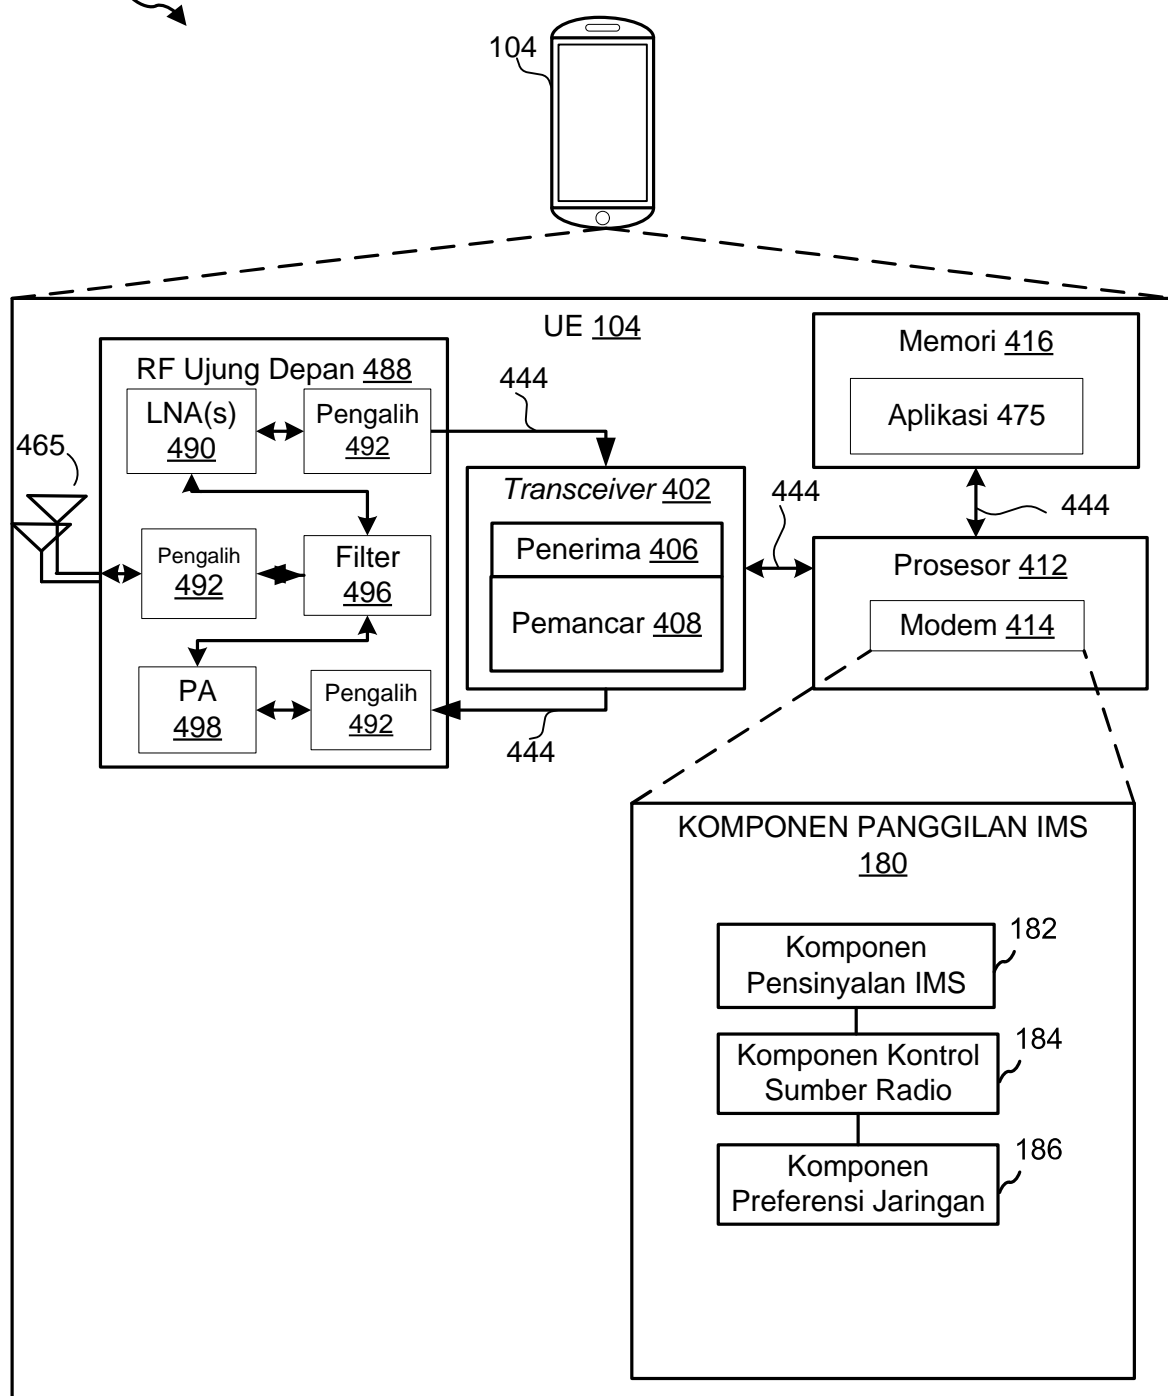 104
UE 104
RF Ujung Depan 488
LNA(s)
490
Pengalih
492
444
465
Pengalih
492
Filter
496
PA
498
Pengalih
492
444
Transceiver 402
Penerima 406
Pemancar 408
444
Memori 416
Aplikasi 475
444
Prosesor 412
Modem 414
KOMPONEN PANGGILAN IMS
180
182
Komponen
Pensinyalan IMS
184
Komponen Kontrol
Sumber Radio
186
Komponen
Preferensi Jaringan